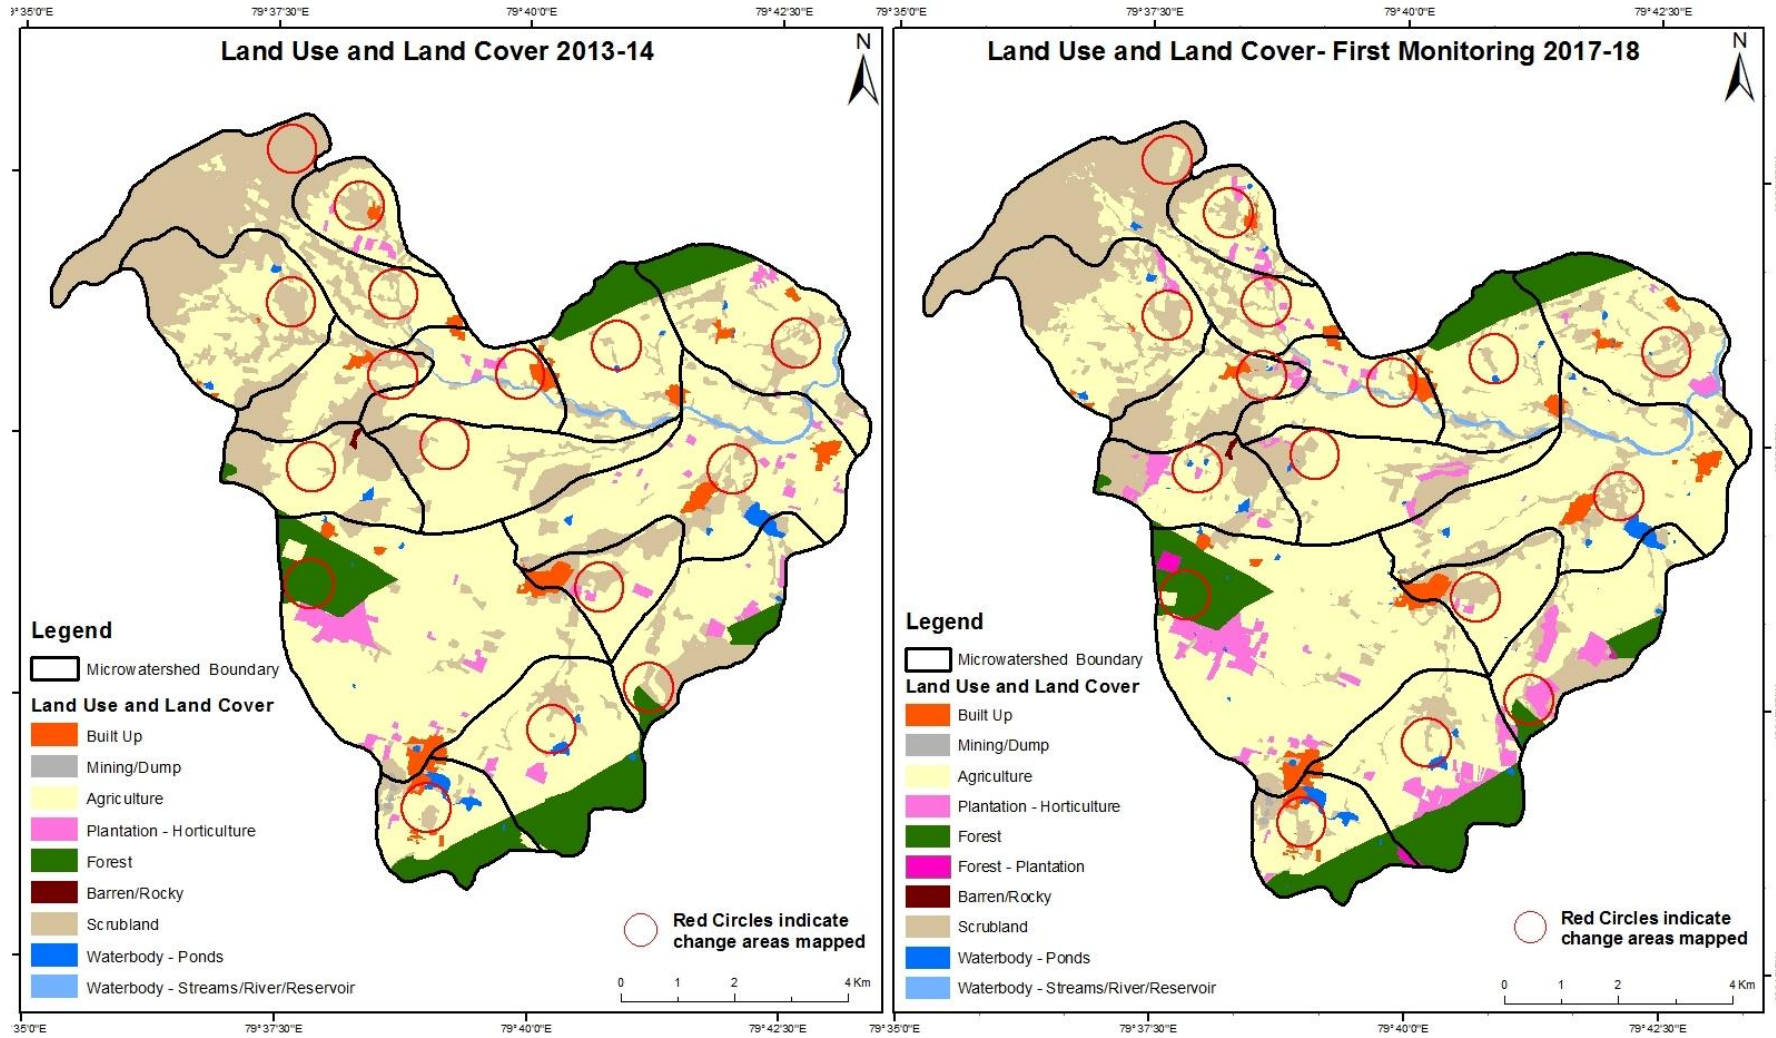 79°37'30"E
79°40'0"E
79°42'30"E
Land Use and Land Cover 2013-14
N
Legend
Microwatershed Boundary
Land Use and Land Cover
Built Up
Mining/Dump
Agriculture
Plantation - Horticulture
Forest
Barren/Rocky
Scrubland
Waterbody - Ponds
Waterbody - Streams/River/Reservoir
Red Circles indicate
change areas mapped
0 1 2 4 Km
79°37'30"E
79°40'0"E
79°42'30"E
79°35'0"E
79°37'30"E
79°40'0"E
79°42'30"E
Land Use and Land Cover- First Monitoring 2017-18
N
Legend
Microwatershed Boundary
Land Use and Land Cover
Built Up
Mining/Dump
Agriculture
Plantation - Horticulture
Forest
Forest - Plantation
Barren/Rocky
Scrubland
Waterbody - Ponds
Waterbody - Streams/River/Reservoir
Red Circles indicate
change areas mapped
0 1 2 4 Km
79°35'0"E
79°37'30"E
79°40'0"E
79°42'30"E